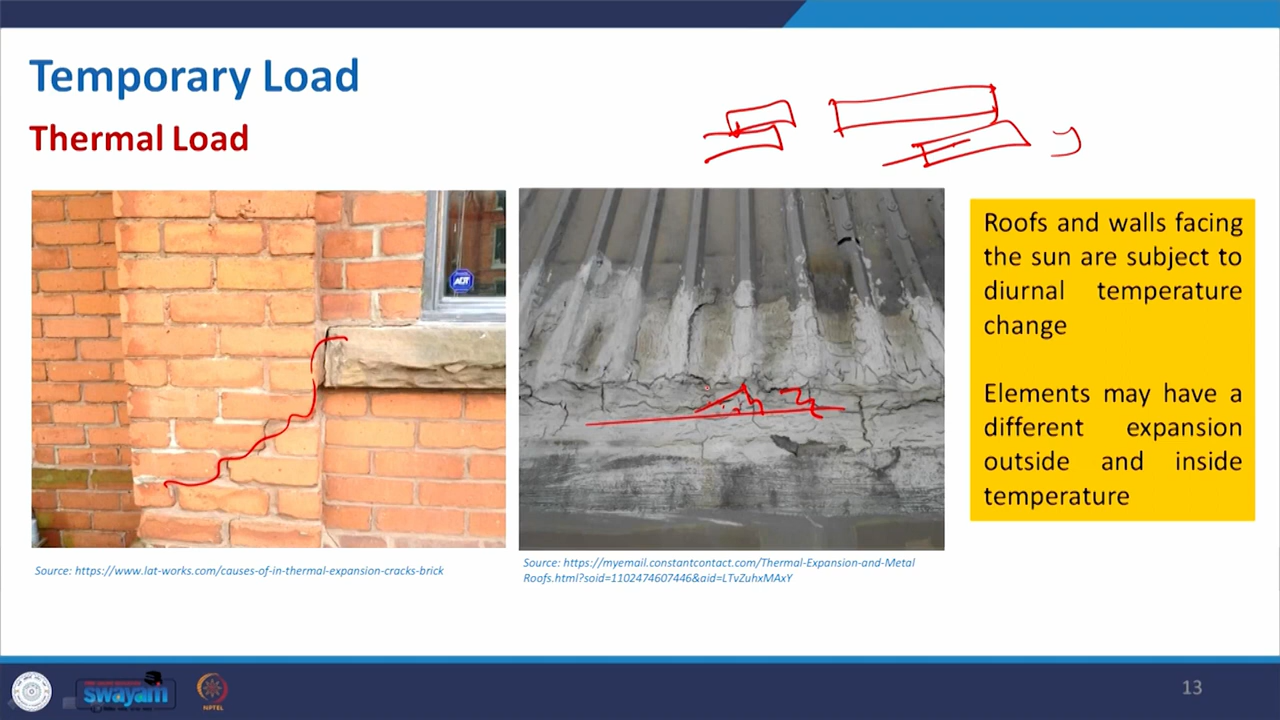 Temporary Load
Thermal Load
ADT
Roofs and walls facing
the sun are subject to
diurnal temperature
change
Elements may have a
different expansion
outside and inside
temperature
Source: https://www.lat-works.com/causes-of-in-thermal-expansion-cracks-brick
Source: https://myemail.constantcontact.com/Thermal-Expansion-and-Metal
Roofs.html?soid=1102474607446&aid=LTvZuhxMAxY
swayam
NPTEL
13